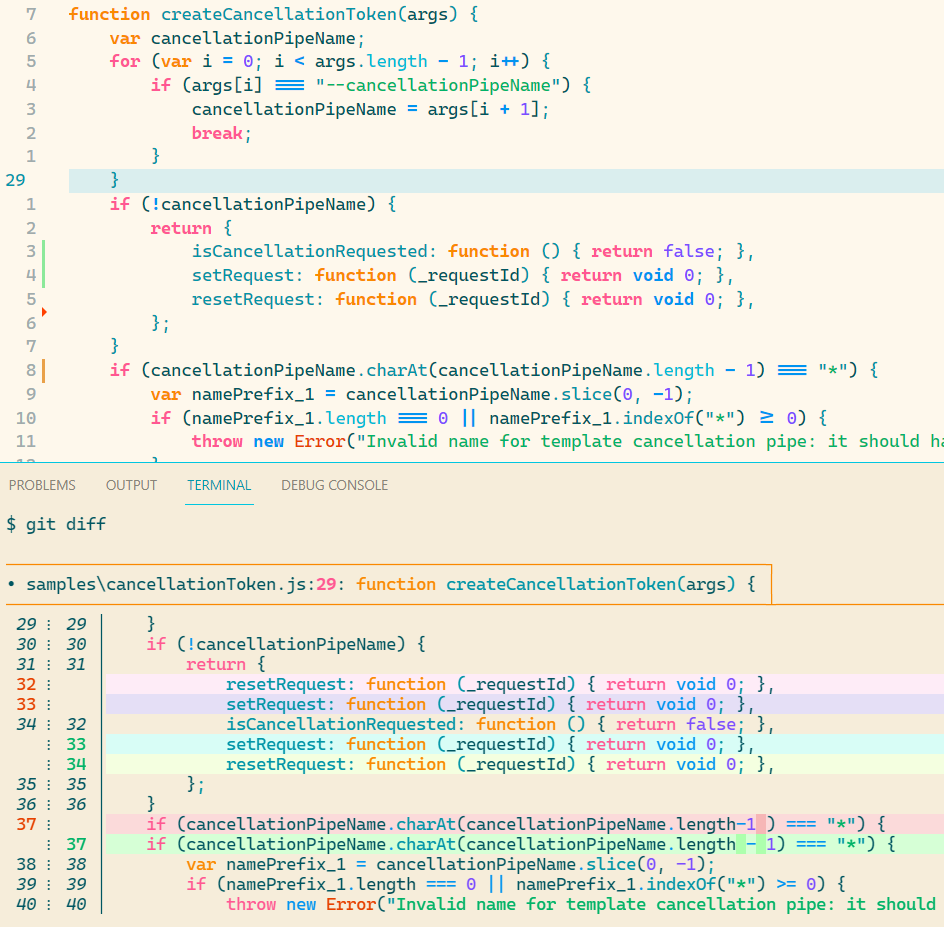 7 function createCancellationToken(args) {
6 var cancellationPipeName;
5 for (var i = 0; i < args.length - 1; i++) {
4 if (args[i] === "--cancellationPipeName") {
3 cancellationPipeName = args[i + 1];
2 break;
1 }
29 }
1 if (!cancellationPipeName) {
2 return {
3 isCancellationRequested: function () { return false; },
4 setRequest: function (_requestId) { return void 0; },
5 resetRequest: function (_requestId) { return void 0; },
6 };
7 }
8 if (cancellationPipeName.charAt(cancellationPipeName.length - 1) === "*") {
9 var namePrefix_1 = cancellationPipeName.slice(0, -1);
10 if (namePrefix_1.length === 0 || namePrefix_1.indexOf("*") >= 0) {
11 throw new Error("Invalid name for template cancellation pipe: it should ha
PROBLEMS OUTPUT TERMINAL DEBUG CONSOLE
$ git diff
• samples\cancellationToken.js:29: function createCancellationToken(args) {
29 ⋮ 29 │ }
30 ⋮ 30 │ if (!cancellationPipeName) {
31 ⋮ 31 │ return {
32 ⋮ │ resetRequest: function (_requestId) { return void 0; },
33 ⋮ │ setRequest: function (_requestId) { return void 0; },
34 ⋮ 32 │ isCancellationRequested: function () { return false; },
⋮ 33 │ setRequest: function (_requestId) { return void 0; },
⋮ 34 │ resetRequest: function (_requestId) { return void 0; },
35 ⋮ 35 │ };
36 ⋮ 36 │ }
37 ⋮ │ if (cancellationPipeName.charAt(cancellationPipeName.length-1 ) === "*") {
⋮ 37 │ if (cancellationPipeName.charAt(cancellationPipeName.length - 1) === "*") {
38 ⋮ 38 │ var namePrefix_1 = cancellationPipeName.slice(0, -1);
39 ⋮ 39 │ if (namePrefix_1.length === 0 || namePrefix_1.indexOf("*") >= 0) {
40 ⋮ 40 │ throw new Error("Invalid name for template cancellation pipe: it should